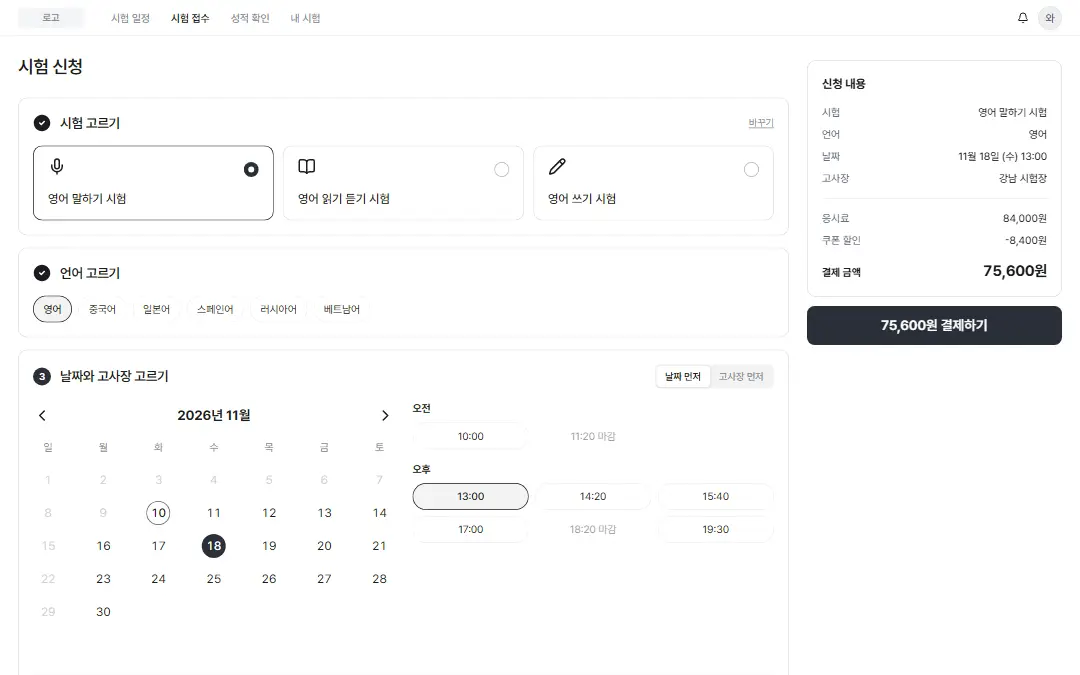 로고 시험 일정 시험 접수 성적 확인 내 시험 와
시험 신청
시험 고르기 바꾸기
영어 말하기 시험 영어 읽기 듣기 시험 영어 쓰기 시험
언어 고르기
영어 중국어 일본어 스페인어 러시아어 베트남어
3 날짜와 고사장 고르기 날짜 먼저 고사장 먼저
2026년 11월
일 월 화 수 목 금 토
1 2 3 4 5 6 7
8 9 10 11 12 13 14
15 16 17 18 19 20 21
22 23 24 25 26 27 28
29 30
오전
10:00 11:20 마감
오후
13:00 14:20 15:40
17:00 18:20 마감 19:30
신청 내용
시험 영어 말하기 시험
언어 영어
날짜 11월 18일 (수) 13:00
고사장 강남 시험장
응시료 84,000원
쿠폰 할인 -8,400원
결제 금액 75,600원
75,600원 결제하기